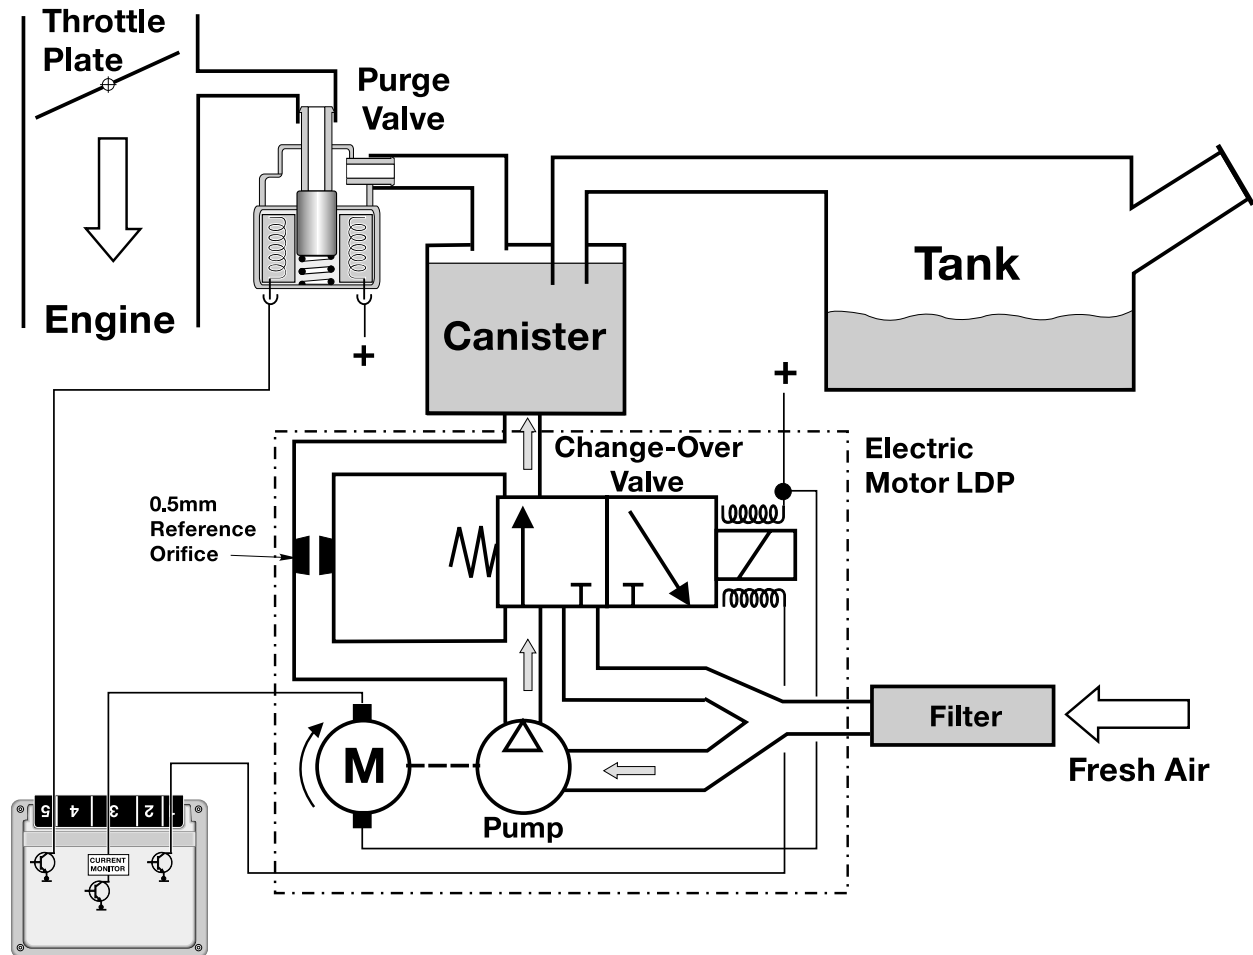 Throttle
Plate
Purge
Valve
Engine
+
Canister
Tank
+
Change-Over
Valve
Electric
Motor LDP
0.5mm
Reference
Orifice
Filter
Fresh Air
M
Pump
5 4 3 2 1
CURRENT
MONITOR